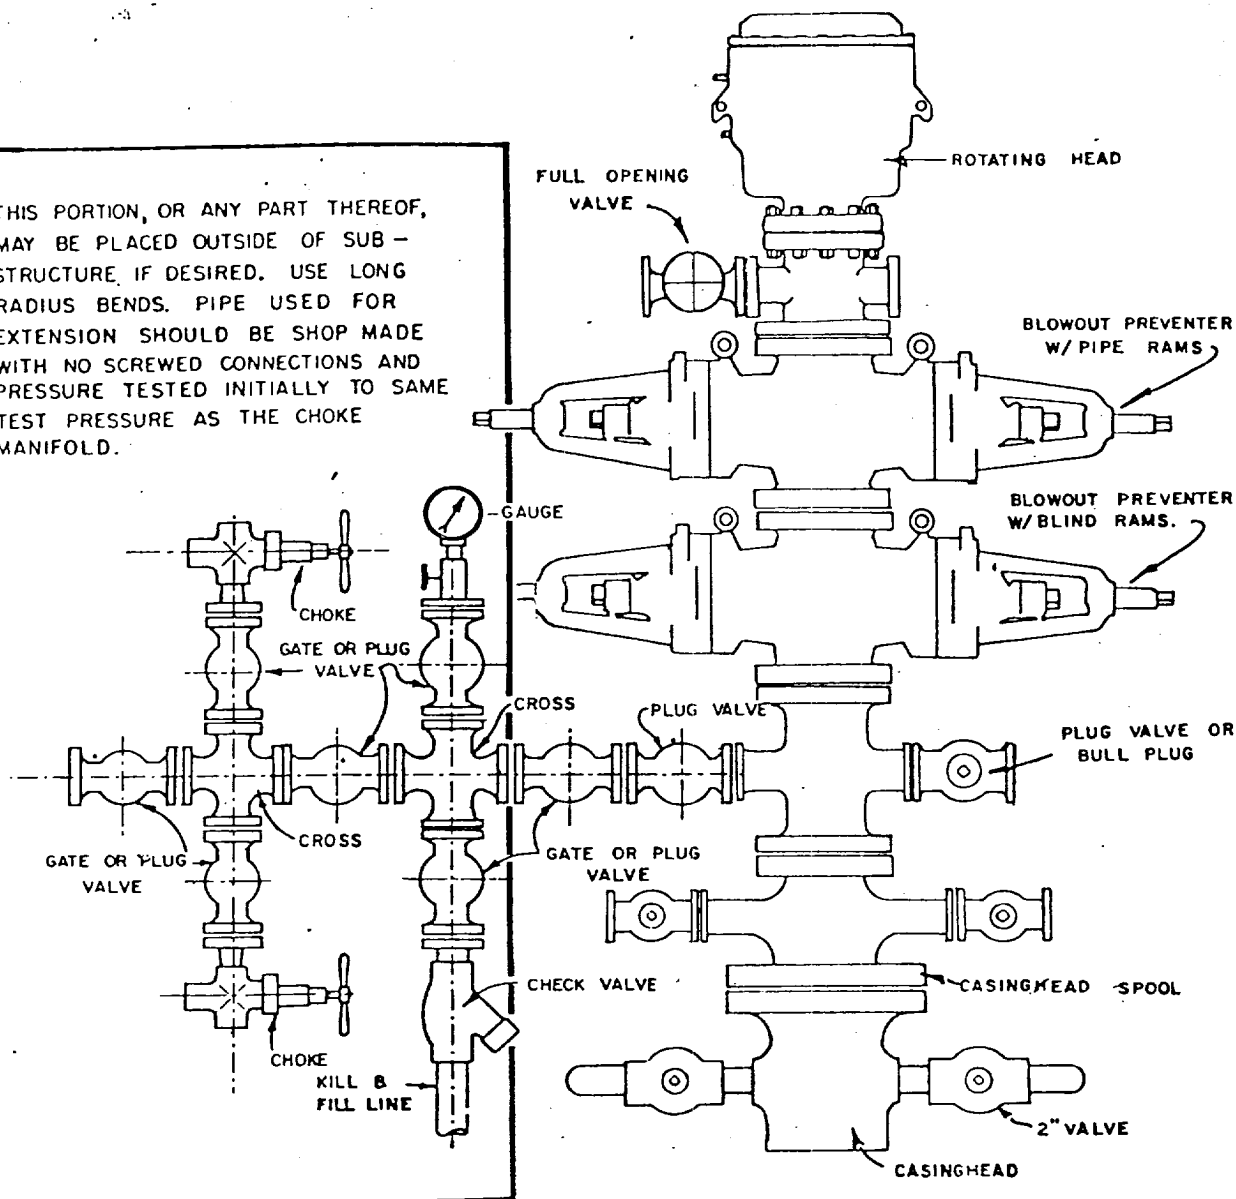 ROTATING HEAD
FULL OPENING
VALVE
THIS PORTION, OR ANY PART THEREOF,
MAY BE PLACED OUTSIDE OF SUB-
STRUCTURE IF DESIRED. USE LONG
RADIUS BENDS. PIPE USED FOR
EXTENSION SHOULD BE SHOP MADE
WITH NO SCREWED CONNECTIONS AND
PRESSURE TESTED INITIALLY TO SAME
TEST PRESSURE AS THE CHOKE
MANIFOLD.
BLOWOUT PREVENTER
W/ PIPE RAMS
BLOWOUT PREVENTER
W/ BLIND RAMS.
GAUGE
CHOKE
GATE OR PLUG
VALVE
CROSS
PLUG VALVE
PLUG VALVE OR
BULL PLUG
CROSS
GATE OR PLUG
VALVE
GATE OR PLUG
VALVE
CHECK VALVE
CASINGHEAD SPOOL
CHOKE
KILL &
FILL LINE
2" VALVE
CASINGHEAD